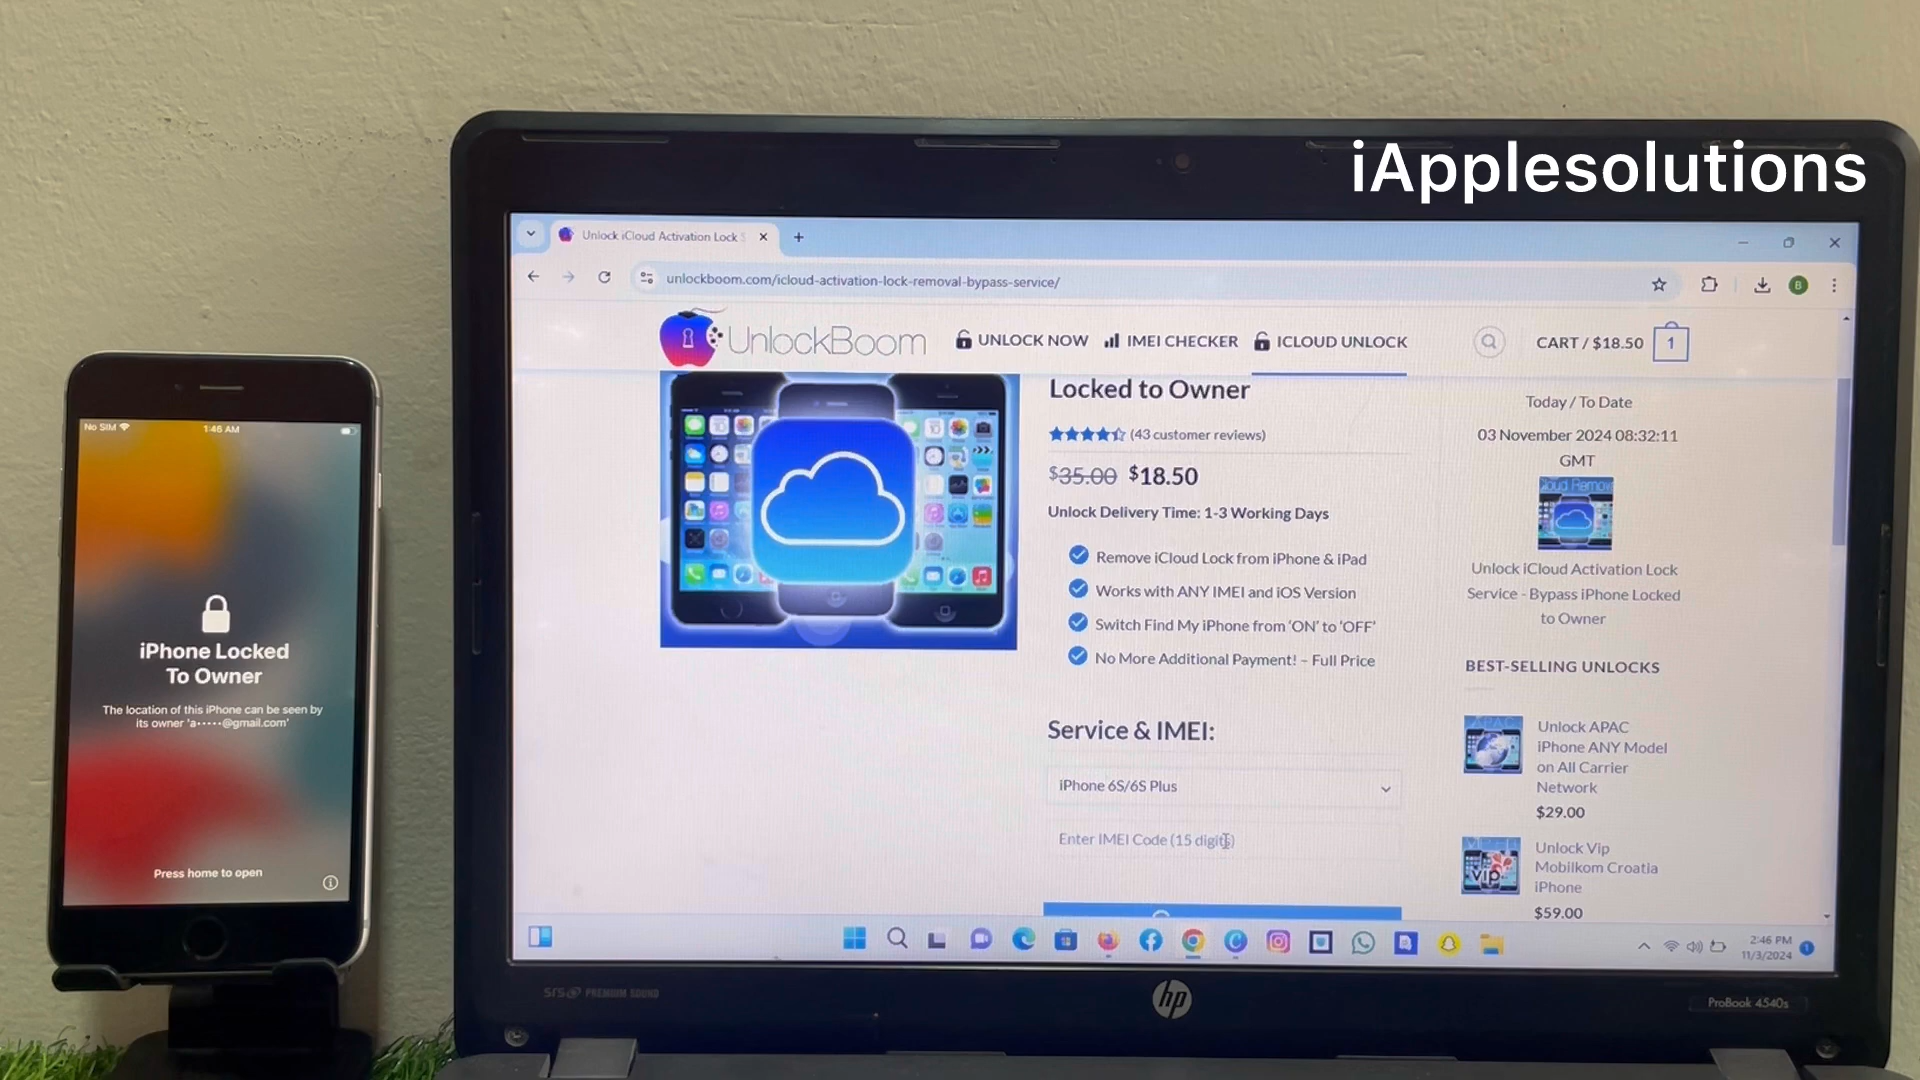 iApplesolutions
Unlock iCloud Activation Lock S
unlockboom.com/icloud-activation-lock-removal-bypass-service/
UnlockBoom
UNLOCK NOW
IMEI CHECKER
ICLOUD UNLOCK
CART / $18.50
1
Locked to Owner
(43 customer reviews)
$35.00 $18.50
Unlock Delivery Time: 1-3 Working Days
Remove iCloud Lock from iPhone & iPad
Works with ANY IMEI and iOS Version
Switch Find My iPhone from ‘ON’ to ‘OFF’
No More Additional Payment! – Full Price
Service & IMEI:
iPhone 6S/6S Plus
Enter IMEI Code (15 digits)
Today / To Date
03 November 2024 08:32:11
GMT
Unlock iCloud Activation Lock
Service - Bypass iPhone Locked
to Owner
BEST-SELLING UNLOCKS
Unlock APAC
iPhone ANY Model
on All Carrier
Network
$29.00
Unlock Vip
Mobilkom Croatia
iPhone
$59.00
2:46 PM
11/3/2024
SRS PREMIUM SOUND
hp
ProBook 4540s
No SIM
1:46 AM
iPhone Locked
To Owner
The location of this iPhone can be seen by
its owner 'a•••••@gmail.com'
Press home to open